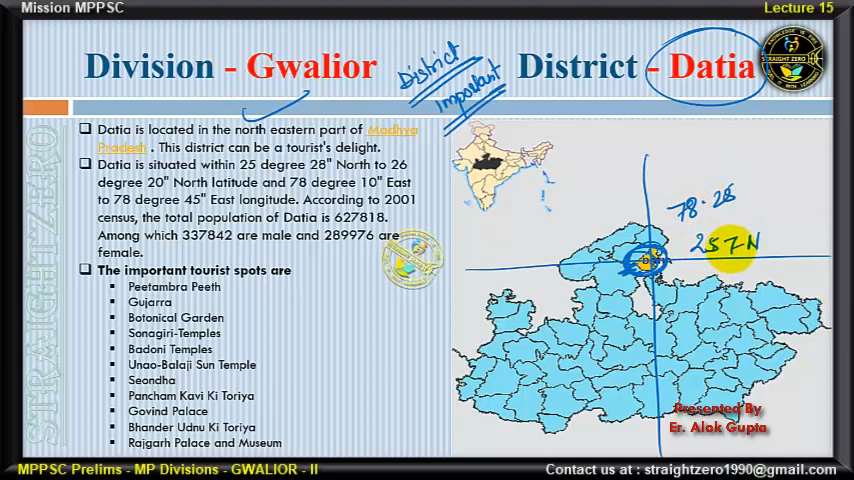 Mission MPPSC
Lecture 15
Division - Gwalior
District
important
District - Datia
STRAIGHT ZERO
❑ Datia is located in the north eastern part of Madhya
Pradesh . This district can be a tourist's delight.
❑ Datia is situated within 25 degree 28" North to 26
degree 20" North latitude and 78 degree 10" East
to 78 degree 45" East longitude. According to 2001
census, the total population of Datia is 627818.
Among which 337842 are male and 289976 are
female.
❑ The important tourist spots are
▪ Peetambra Peeth
▪ Gujarra
▪ Botonical Garden
▪ Sonagiri-Temples
▪ Badoni Temples
▪ Unao-Balaji Sun Temple
▪ Seondha
▪ Pancham Kavi Ki Toriya
▪ Govind Palace
▪ Bhander Udnu Ki Toriya
▪ Rajgarh Palace and Museum
STRAIGHTZERO
78.28
Presented By
Er. Alok Gupta
MPPSC Prelims - MP Divisions - GWALIOR - II
Contact us at : straightzero1990@gmail.com